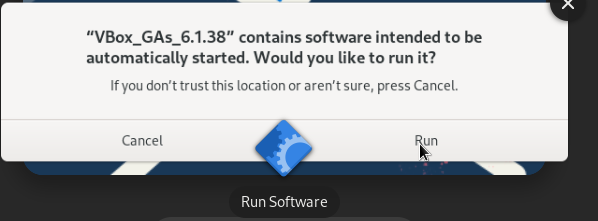 “VBox_GAs_6.1.38” contains software intended to be
automatically started. Would you like to run it?
If you don’t trust this location or aren’t sure, press Cancel.
Cancel
Run
Run Software